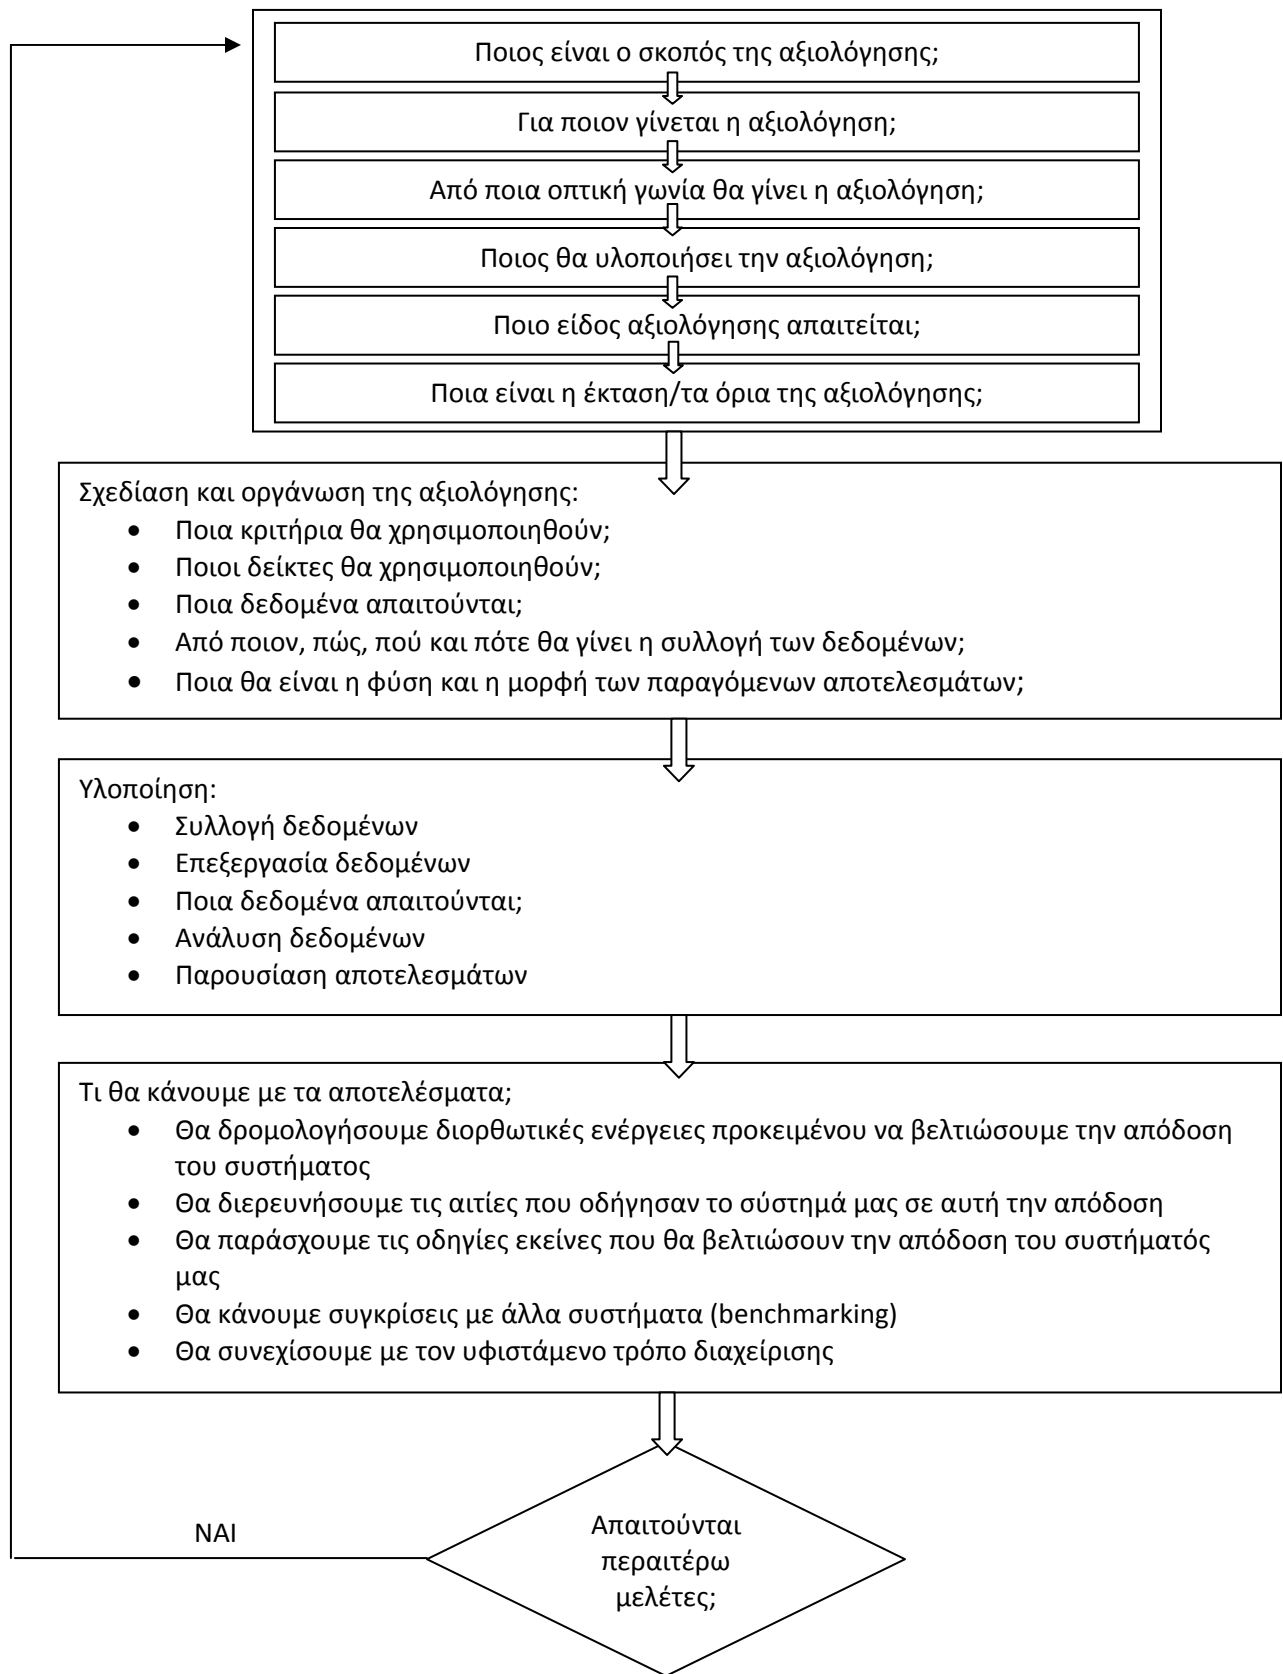 Ποιος είναι ο σκοπός της αξιολόγησης;
Για ποιον γίνεται η αξιολόγηση;
Από ποια οπτική γωνία θα γίνει η αξιολόγηση;
Ποιος θα υλοποιήσει την αξιολόγηση;
Ποιο είδος αξιολόγησης απαιτείται;
Ποια είναι η έκταση/τα όρια της αξιολόγησης;
Σχεδίαση και οργάνωση της αξιολόγησης:
• Ποια κριτήρια θα χρησιμοποιηθούν;
• Ποιοι δείκτες θα χρησιμοποιηθούν;
• Ποια δεδομένα απαιτούνται;
• Από ποιον, πώς, πού και πότε θα γίνει η συλλογή των δεδομένων;
• Ποια θα είναι η φύση και η μορφή των παραγόμενων αποτελεσμάτων;
Υλοποίηση:
• Συλλογή δεδομένων
• Επεξεργασία δεδομένων
• Ποια δεδομένα απαιτούνται;
• Ανάλυση δεδομένων
• Παρουσίαση αποτελεσμάτων
Τι θα κάνουμε με τα αποτελέσματα;
• Θα δρομολογήσουμε διορθωτικές ενέργειες προκειμένου να βελτιώσουμε την απόδοση
του συστήματος
• Θα διερευνήσουμε τις αιτίες που οδήγησαν το σύστημά μας σε αυτή την απόδοση
• Θα παράσχουμε τις οδηγίες εκείνες που θα βελτιώσουν την απόδοση του συστήματός
μας
• Θα κάνουμε συγκρίσεις με άλλα συστήματα (benchmarking)
• Θα συνεχίσουμε με τον υφιστάμενο τρόπο διαχείρισης
ΝΑΙ
Απαιτούνται
περαιτέρω
μελέτες;